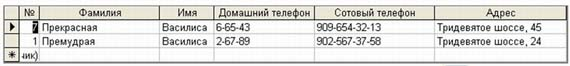 № Фамилия Имя Домашний телефон Сотовый телефон Адрес
7 Прекрасная Василиса 6-65-43 909-654-32-13 Тридевятое шоссе, 45
1 Премудрая Василиса 2-67-89 902-567-37-58 Тридевятое шоссе, 24
ик)